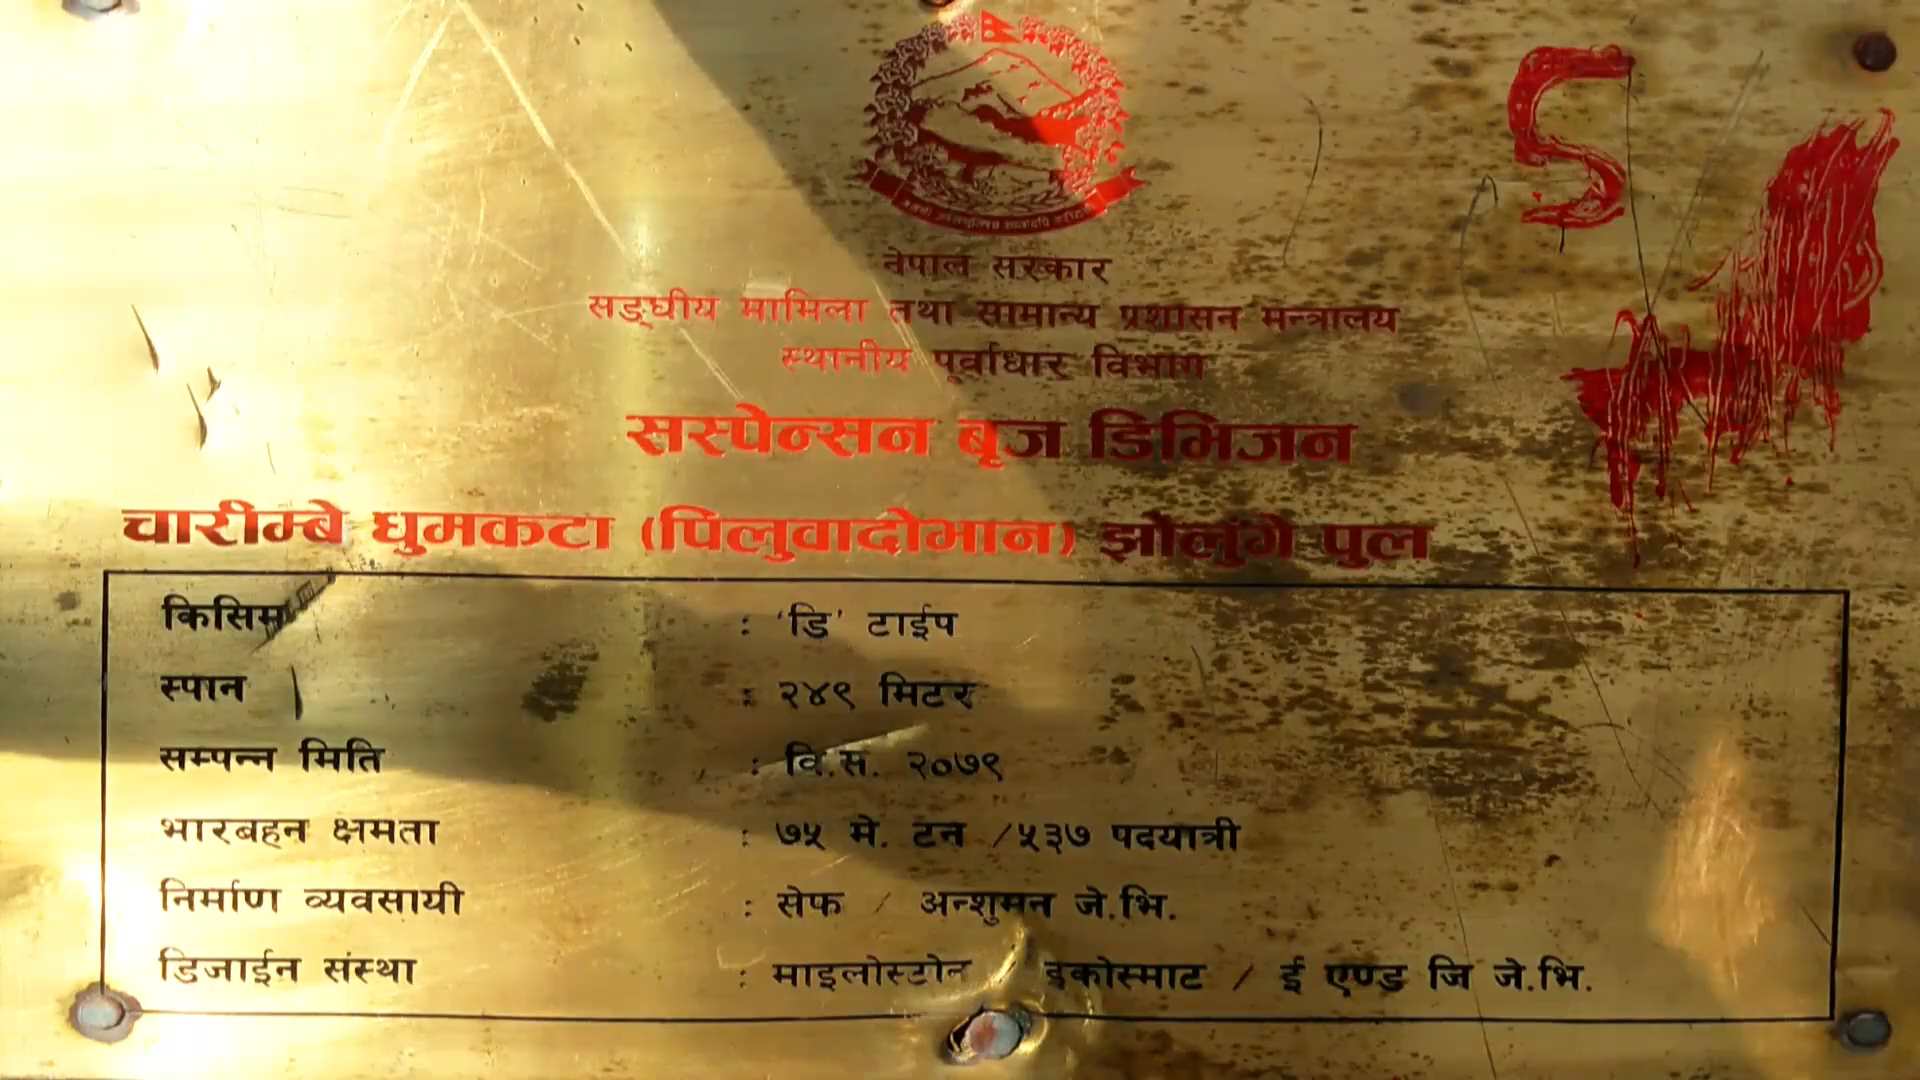 नेपाल सरकार
सङ्घीय मामिला तथा सामान्य प्रशासन मन्त्रालय
स्थानीय पूर्वाधार विभाग
सस्पेन्सन बृज डिभिजन
चारीम्बे धुमकटा (पिलुवादोभान) झोलुंगे पुल
किसिम : 'डि' टाईप
स्पान : २४९ मिटर
सम्पन्न मिति : वि.स. २०७९
भारबहन क्षमता : ७५ मे. टन /५३७ पदयात्री
निर्माण व्यवसायी : सेफ / अन्शुमन जे.भि.
डिजाईन संस्था : माइलोस्टोन / इकोस्माट / ई एण्ड जि जे.भि.